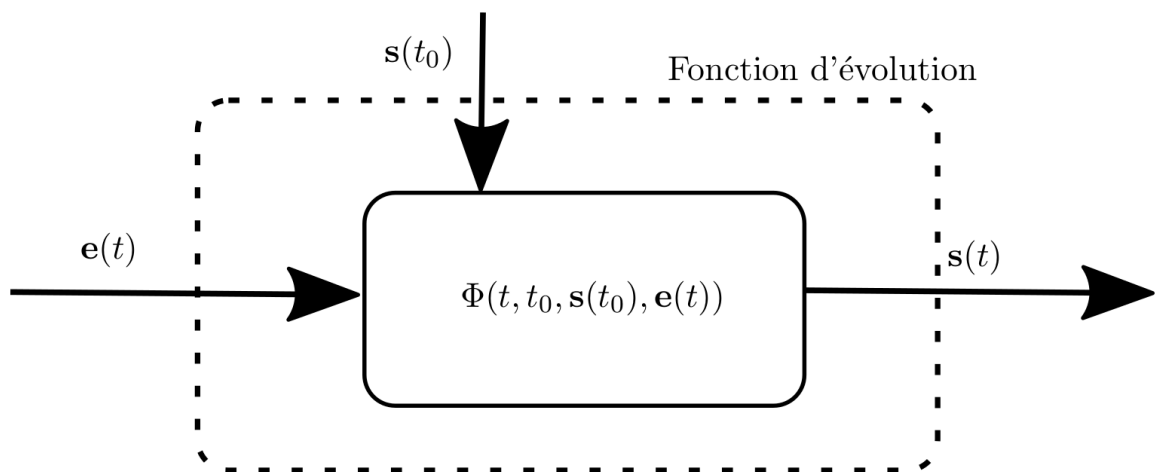 s(t₀)
Fonction d'évolution
e(t)
s(t)
Φ(t, t₀, s(t₀), e(t))